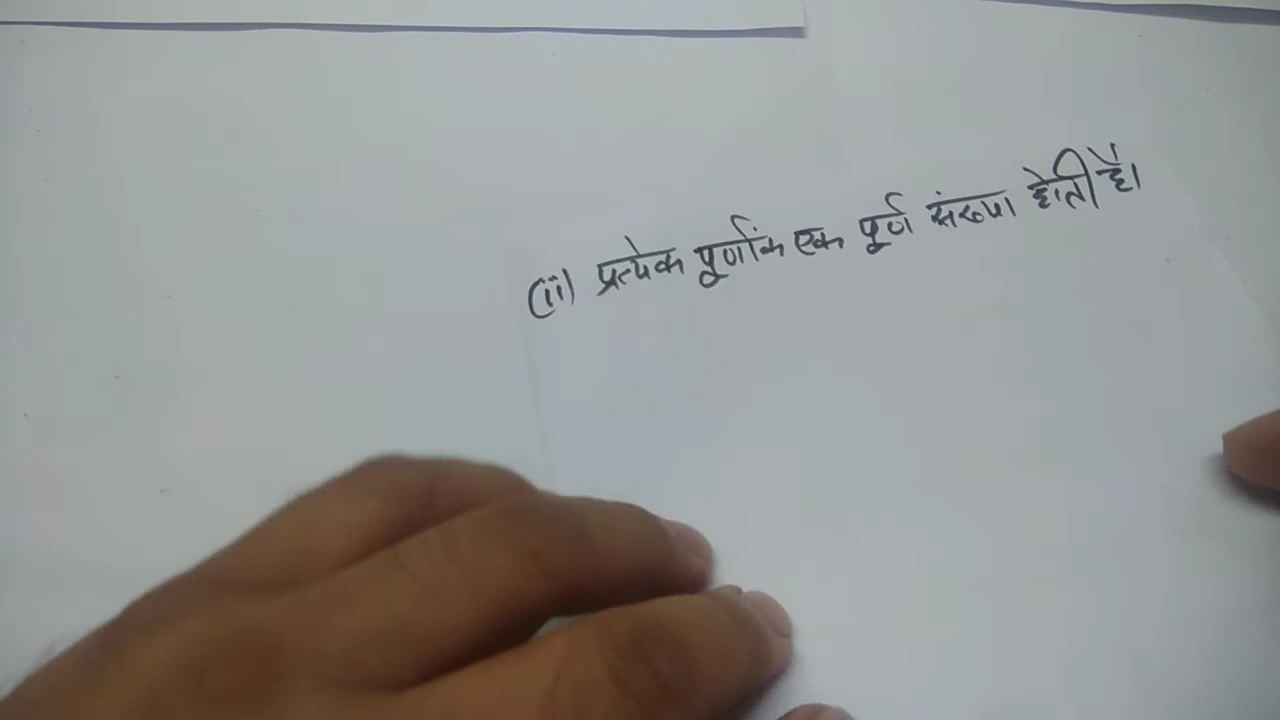 (ii) प्रत्येक पूर्णांक एक पूर्ण संख्या होती है।